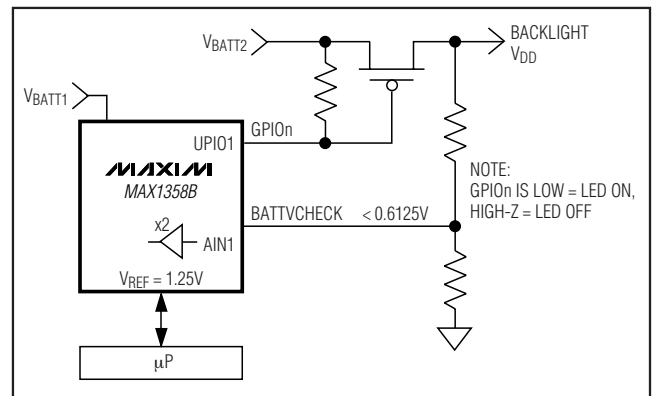 VBATT2
BACKLIGHT
VDD
VBATT1
UPIO1
GPIOn
MAXIM
MAX1358B
NOTE:
GPIOn IS LOW = LED ON,
HIGH-Z = LED OFF
BATTVCHECK
< 0.6125V
x2
AIN1
VREF = 1.25V
µP